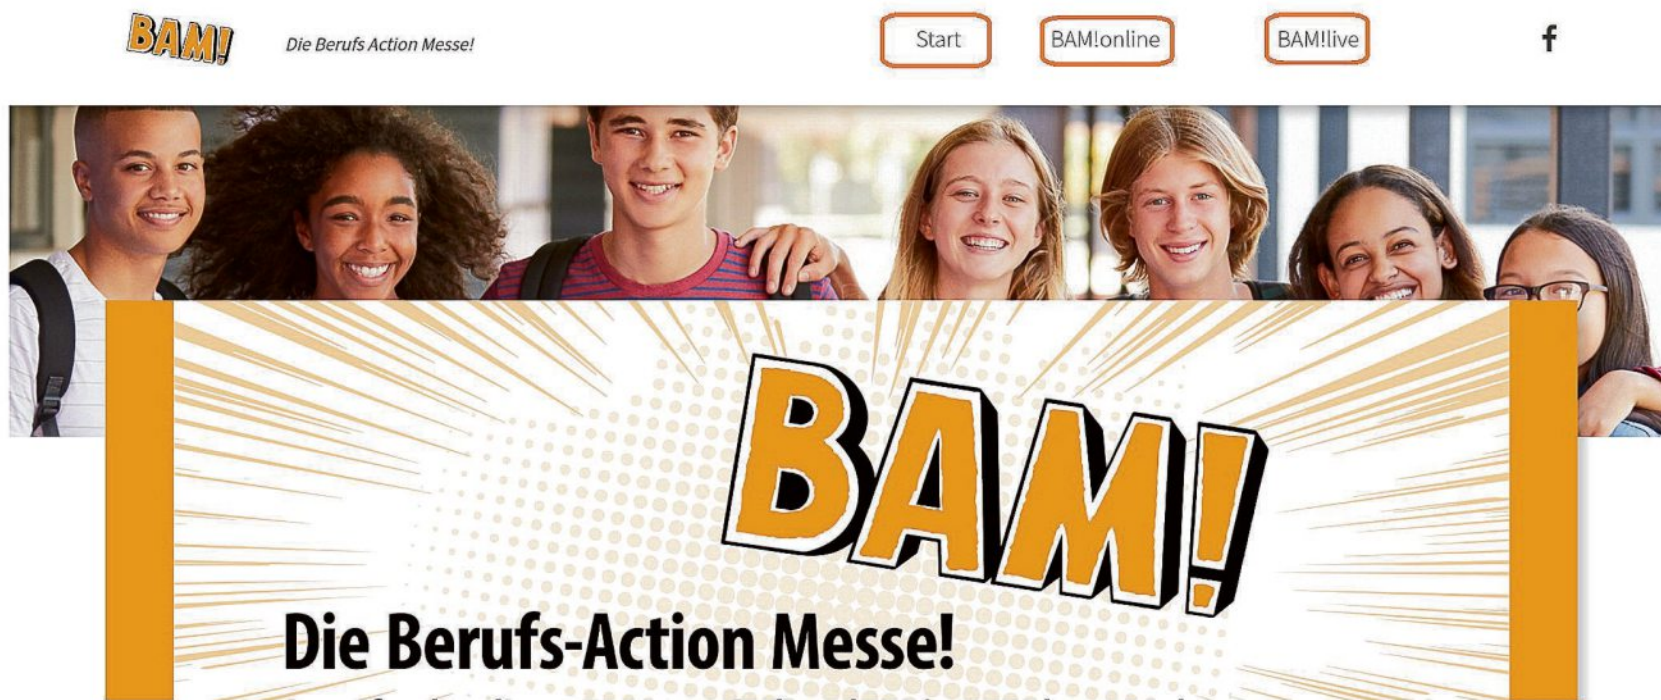 BAM!
Die Berufs Action Messe!
Start
BAM!online
BAM!live
f
BAM!
Die Berufs-Action Messe!